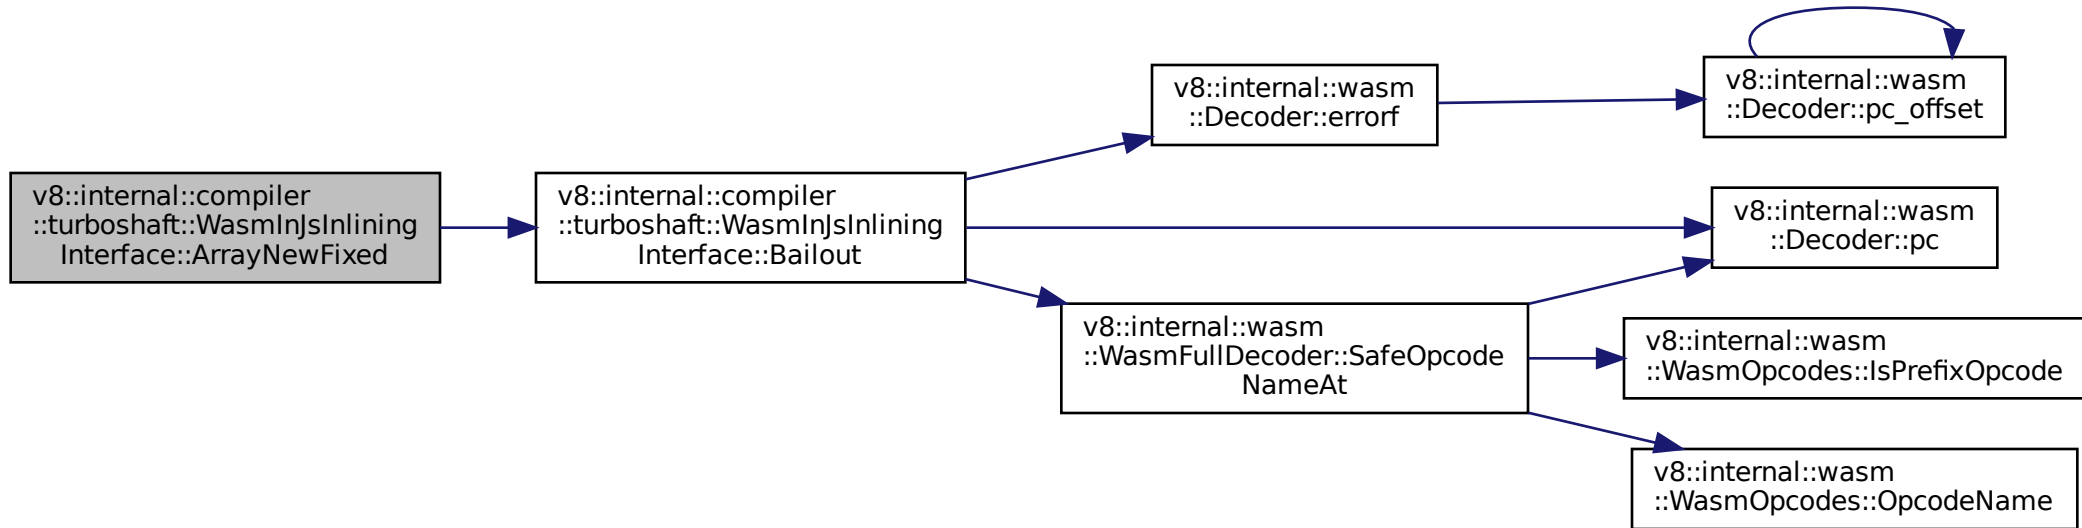 v8::internal::compiler
::turboshaft::WasmInJsInlining
Interface::ArrayNewFixed
v8::internal::compiler
::turboshaft::WasmInJsInlining
Interface::Bailout
v8::internal::wasm
::Decoder::errorf
v8::internal::wasm
::Decoder::pc_offset
v8::internal::wasm
::Decoder::pc
v8::internal::wasm
::WasmFullDecoder::SafeOpcode
NameAt
v8::internal::wasm
::WasmOpcodes::IsPrefixOpcode
v8::internal::wasm
::WasmOpcodes::OpcodeName